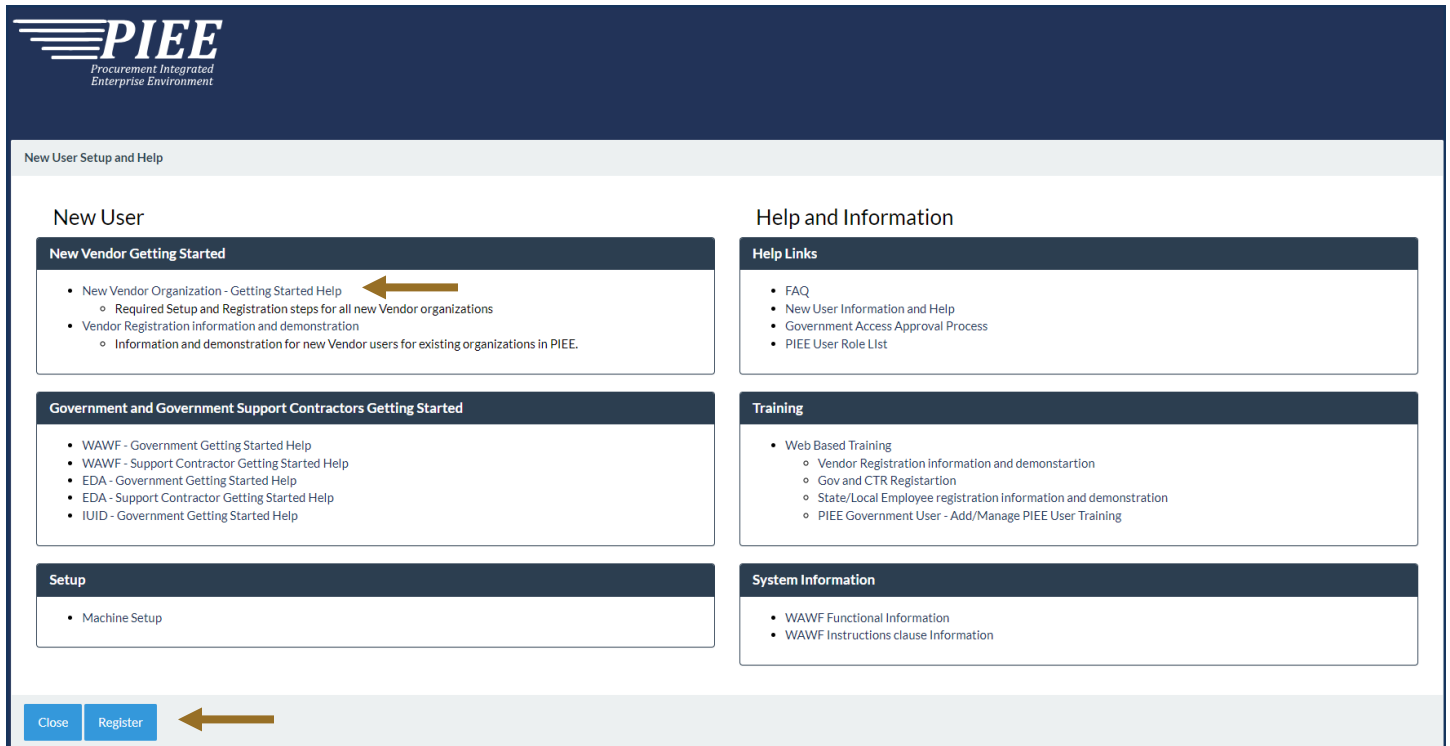 PIEE
Procurement Integrated
Enterprise Environment
New User Setup and Help
New User
New Vendor Getting Started
New Vendor Organization - Getting Started Help
Required Setup and Registration steps for all new Vendor organizations
Vendor Registration information and demonstration
Information and demonstration for new Vendor users for existing organizations in PIEE.
Government and Government Support Contractors Getting Started
WAWF - Government Getting Started Help
WAWF - Support Contractor Getting Started Help
EDA - Government Getting Started Help
EDA - Support Contractor Getting Started Help
IUID - Government Getting Started Help
Setup
Machine Setup
Help and Information
Help Links
FAQ
New User Information and Help
Government Access Approval Process
PIEE User Role LIst
Training
Web Based Training
Vendor Registration information and demonstartion
Gov and CTR Registartion
State/Local Employee registration information and demonstration
PIEE Government User - Add/Manage PIEE User Training
System Information
WAWF Functional Information
WAWF Instructions clause Information
Close
Register